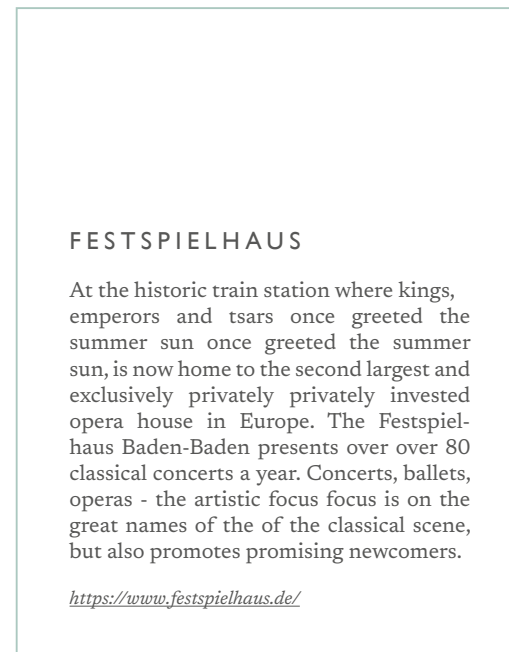 FESTSPIELHAUS
At the historic train station where kings,
emperors and tsars once greeted the
summer sun once greeted the summer
sun, is now home to the second largest and
exclusively privately privately invested
opera house in Europe. The Festspiel-
haus Baden-Baden presents over over 80
classical concerts a year. Concerts, ballets,
operas - the artistic focus focus is on the
great names of the of the classical scene,
but also promotes promising newcomers.
https://www.festspielhaus.de/